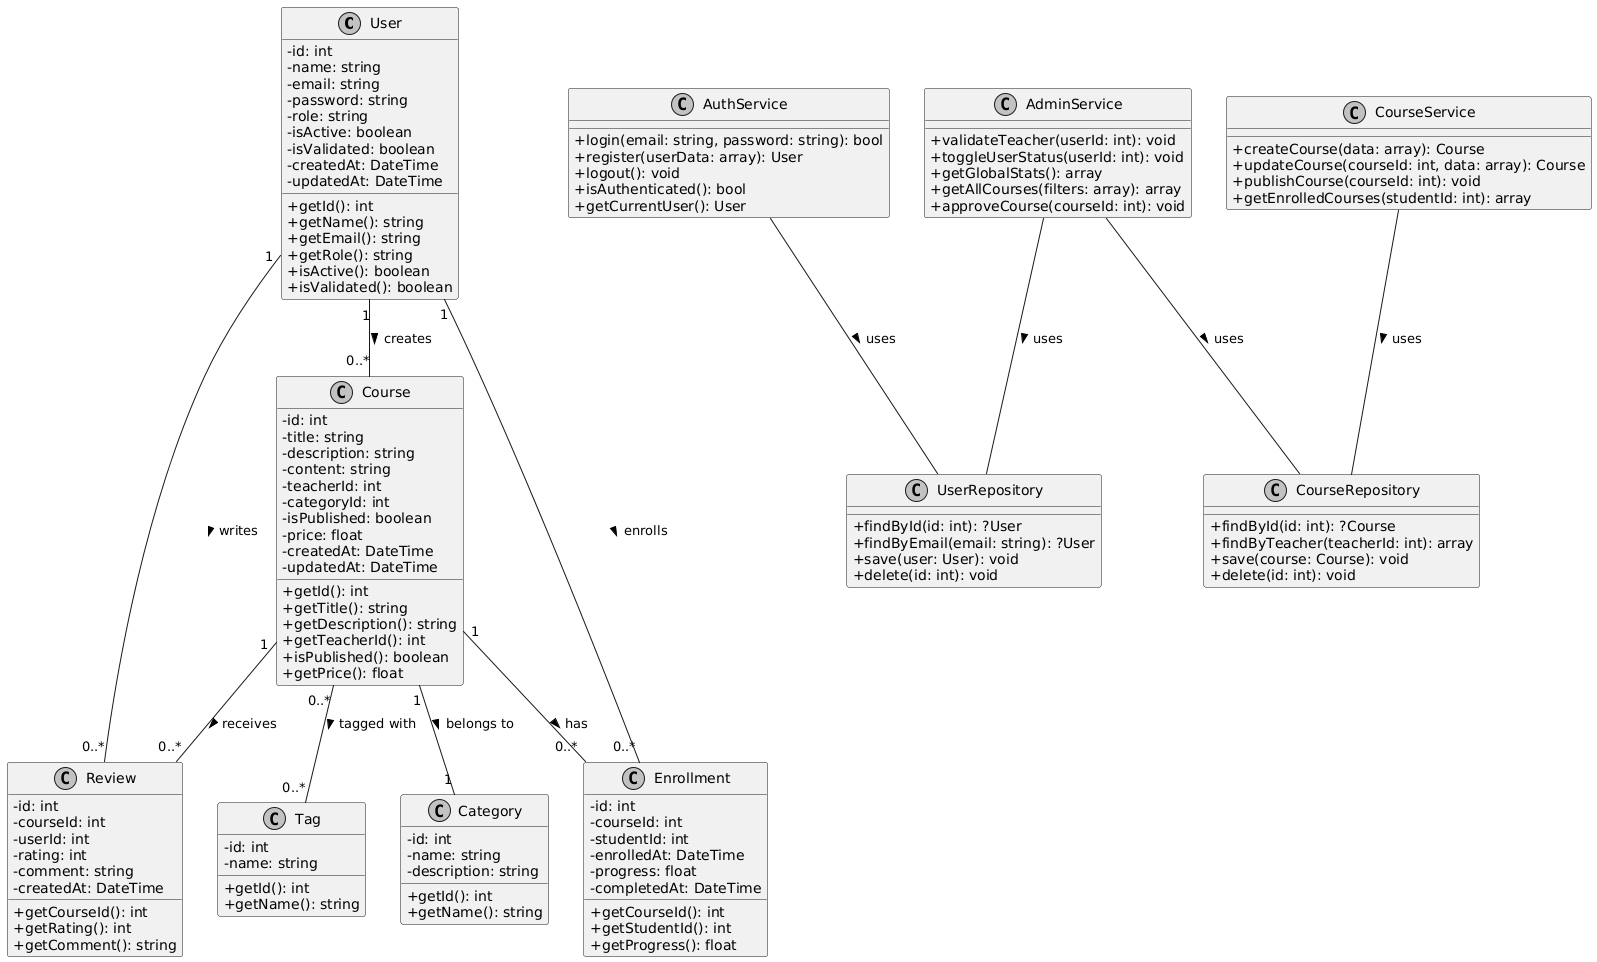 C User
-id: int
-name: string
-email: string
-password: string
-role: string
-isActive: boolean
-isValidated: boolean
-createdAt: DateTime
-updatedAt: DateTime
+getId(): int
+getName(): string
+getEmail(): string
+getRole(): string
+isActive(): boolean
+isValidated(): boolean
C AuthService
+login(email: string, password: string): bool
+register(userData: array): User
+logout(): void
+isAuthenticated(): bool
+getCurrentUser(): User
C AdminService
+validateTeacher(userId: int): void
+toggleUserStatus(userId: int): void
+getGlobalStats(): array
+getAllCourses(filters: array): array
+approveCourse(courseId: int): void
C CourseService
+createCourse(data: array): Course
+updateCourse(courseId: int, data: array): Course
+publishCourse(courseId: int): void
+getEnrolledCourses(studentId: int): array
1
1
1
creates
0..*
uses
uses
uses
uses
C Course
-id: int
-title: string
-description: string
-content: string
-teacherId: int
-categoryId: int
-isPublished: boolean
-price: float
-createdAt: DateTime
-updatedAt: DateTime
+getId(): int
+getTitle(): string
+getDescription(): string
+getTeacherId(): int
+isPublished(): boolean
+getPrice(): float
writes
enrolls
C UserRepository
+findById(id: int): ?User
+findByEmail(email: string): ?User
+save(user: User): void
+delete(id: int): void
C CourseRepository
+findById(id: int): ?Course
+findByTeacher(teacherId: int): array
+save(course: Course): void
+delete(id: int): void
1
1
0..*
1
receives
tagged with
belongs to
has
0..*
0..*
0..*
1
0..*
0..*
C Review
-id: int
-courseId: int
-userId: int
-rating: int
-comment: string
-createdAt: DateTime
+getCourseId(): int
+getRating(): int
+getComment(): string
C Tag
-id: int
-name: string
+getId(): int
+getName(): string
C Category
-id: int
-name: string
-description: string
+getId(): int
+getName(): string
C Enrollment
-id: int
-courseId: int
-studentId: int
-enrolledAt: DateTime
-progress: float
-completedAt: DateTime
+getCourseId(): int
+getStudentId(): int
+getProgress(): float